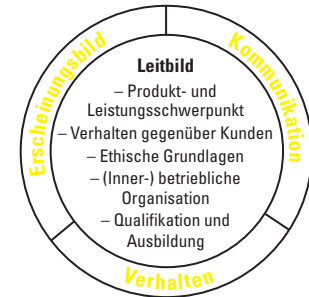 Erscheinungsbild
Kommunikation
Leitbild
– Produkt- und
Leistungsschwerpunkt
– Verhalten gegenüber Kunden
– Ethische Grundlagen
– (Inner-) betriebliche
Organisation
– Qualifikation und
Ausbildung
Verhalten